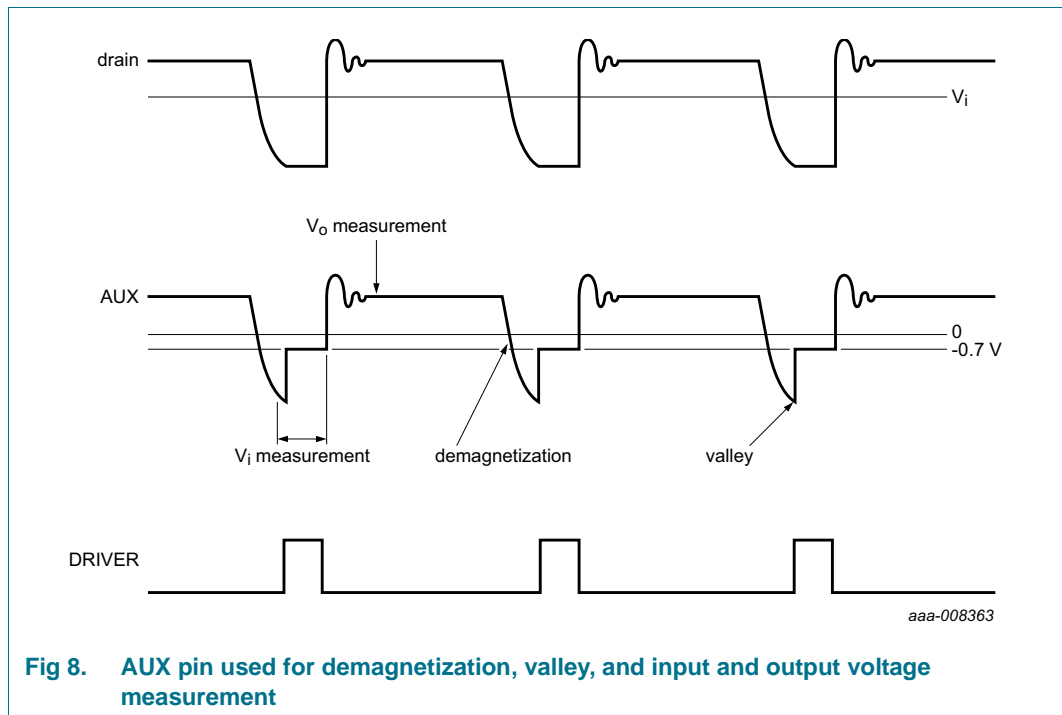 drain
Vi
Vo measurement
AUX
0
-0.7 V
Vi measurement
demagnetization
valley
DRIVER
aaa-008363
Fig 8. AUX pin used for demagnetization, valley, and input and output voltage
measurement